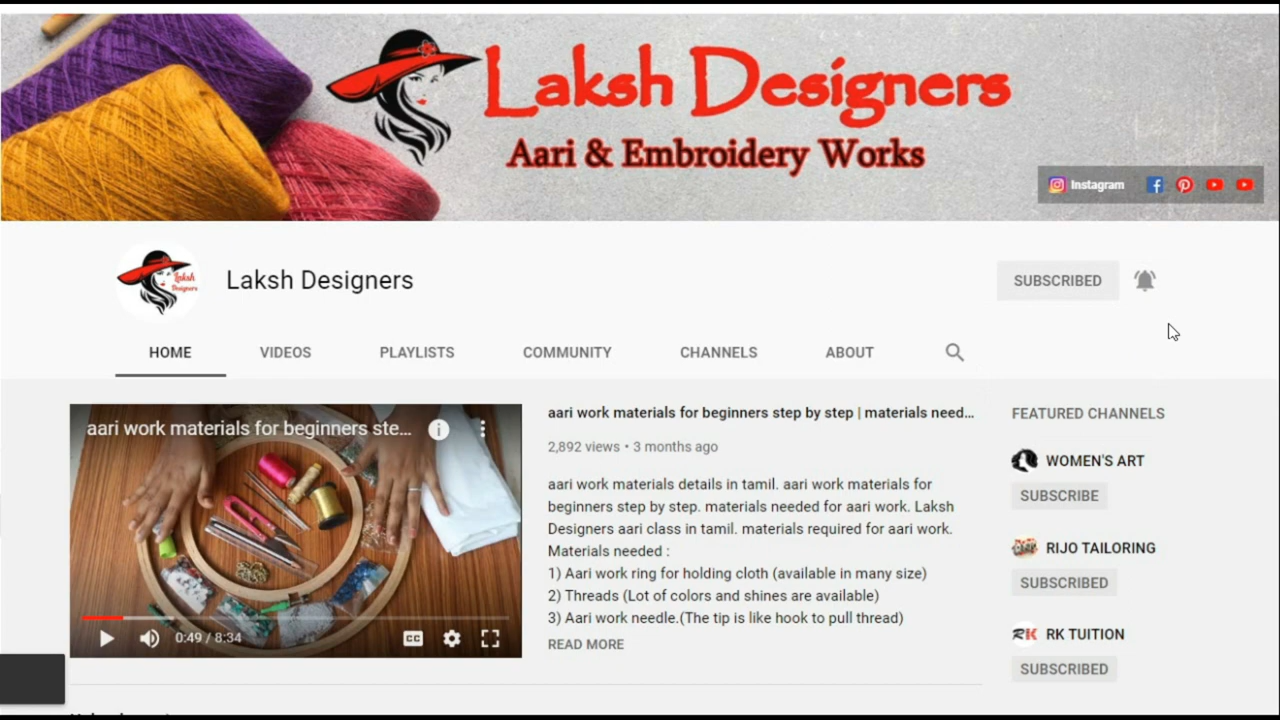 Laksh Designers
Aari & Embroidery Works
Instagram
Laksh
Designers
Laksh Designers
SUBSCRIBED
HOME
VIDEOS
PLAYLISTS
COMMUNITY
CHANNELS
ABOUT
aari work materials for beginners ste...
0:49 / 8:34
CC
aari work materials for beginners step by step | materials need...
2,892 views • 3 months ago
aari work materials details in tamil. aari work materials for
beginners step by step. materials needed for aari work. Laksh
Designers aari class in tamil. materials required for aari work.
Materials needed :
1) Aari work ring for holding cloth (available in many size)
2) Threads (Lot of colors and shines are available)
3) Aari work needle.(The tip is like hook to pull thread)
READ MORE
FEATURED CHANNELS
WOMEN'S ART
SUBSCRIBE
RIJO TAILORING
SUBSCRIBED
RK
RK TUITION
SUBSCRIBED